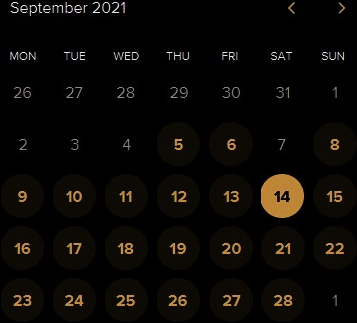 September 2021
MON TUE WED THU FRI SAT SUN
26 27 28 29 30 31 1
2 3 4 5 6 7 8
9 10 11 12 13 14 15
16 17 18 19 20 21 22
23 24 25 26 27 28 1